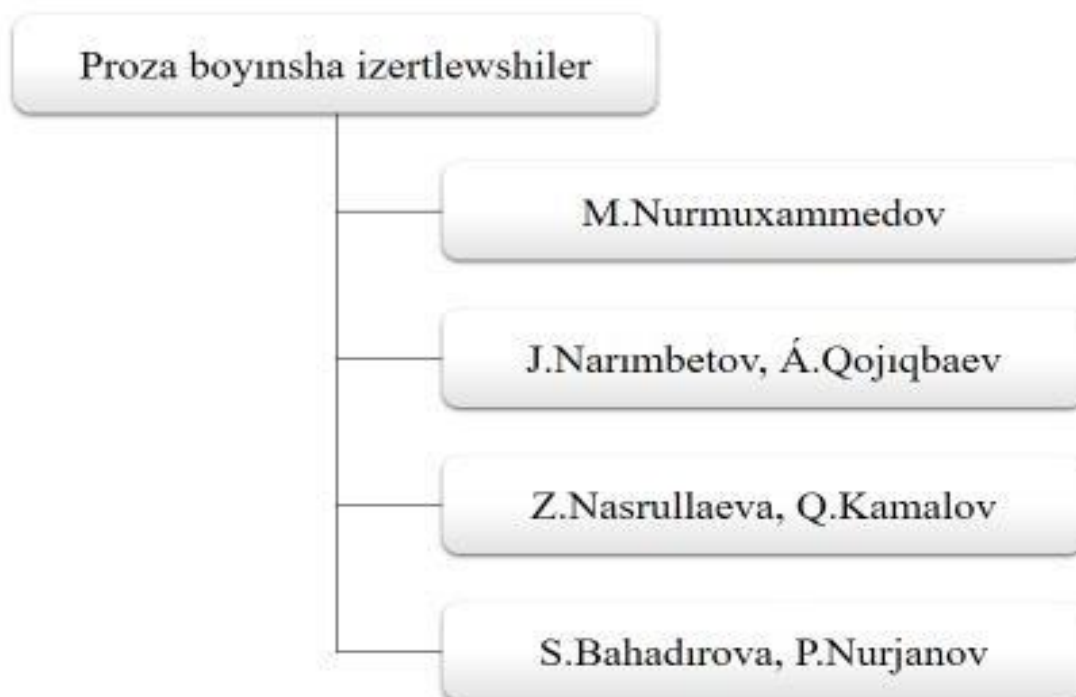 Proza boyınsha izertlewshiler
M.Nurmuxammedov
J.Narımbetov, Á.Qojıqbaev
Z.Nasrullaeva, Q.Kamalov
S.Bahadırova, P.Nurjanov